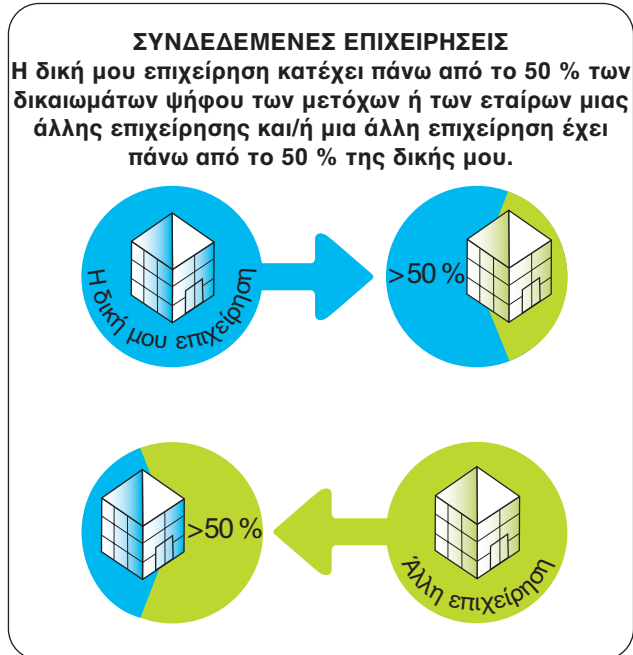 ΣΥΝΔΕΔΕΜΕΝΕΣ ΕΠΙΧΕΙΡΗΣΕΙΣ
Η δική μου επιχείρηση κατέχει πάνω από το 50 % των
δικαιωμάτων ψήφου των μετόχων ή των εταίρων μιας
άλλης επιχείρησης και/ή μια άλλη επιχείρηση έχει
πάνω από το 50 % της δικής μου.
Η δική μου επιχείρηση
>50 %
>50 %
Άλλη επιχείρηση